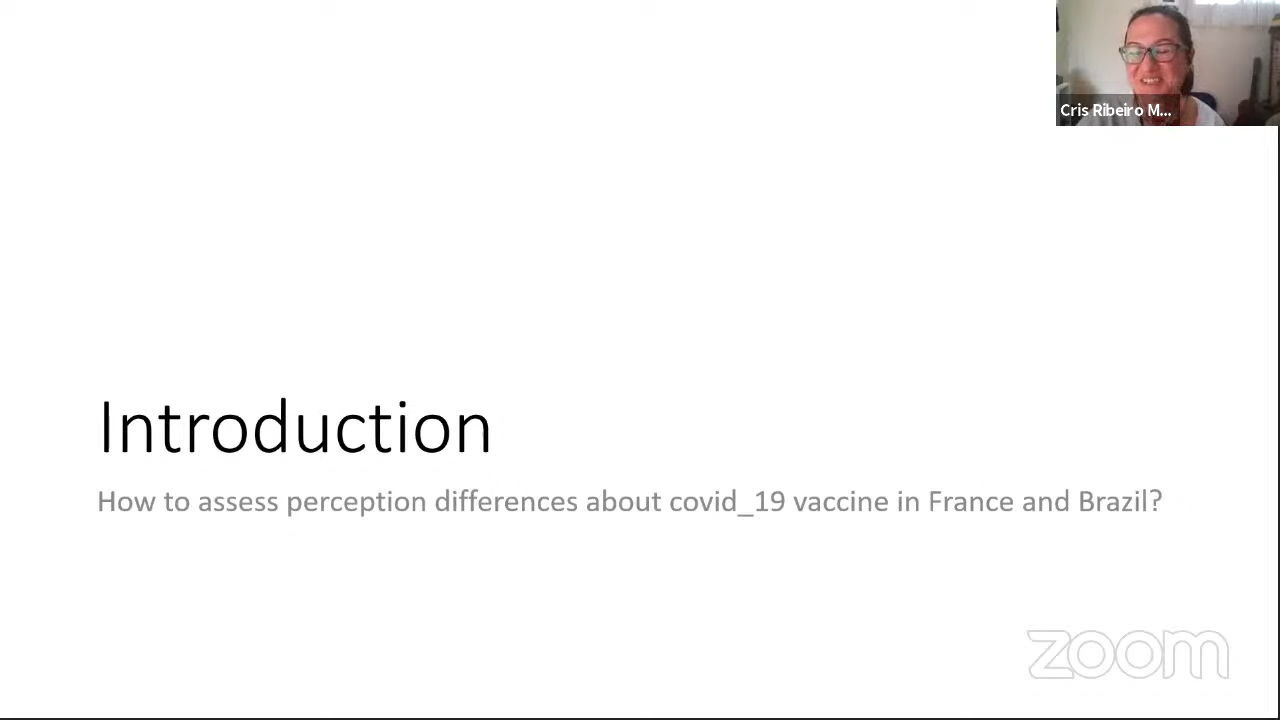 Cris Ribeiro M...
Introduction
How to assess perception differences about covid_19 vaccine in France and Brazil?
zoom